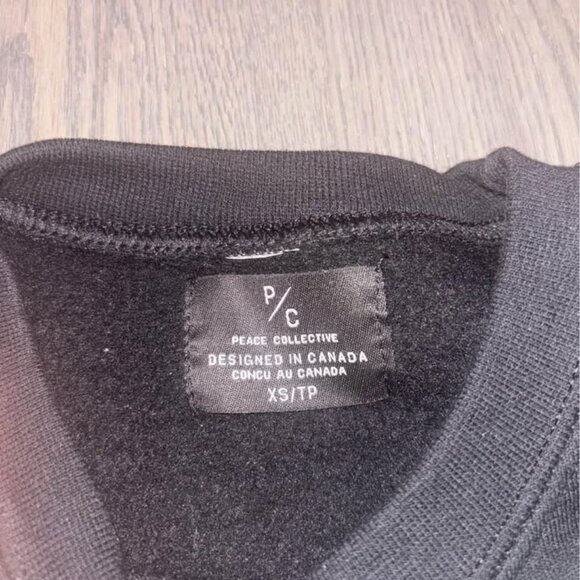 P/C
PEACE COLLECTIVE
DESIGNED IN CANADA
CONCU AU CANADA
XS/TP